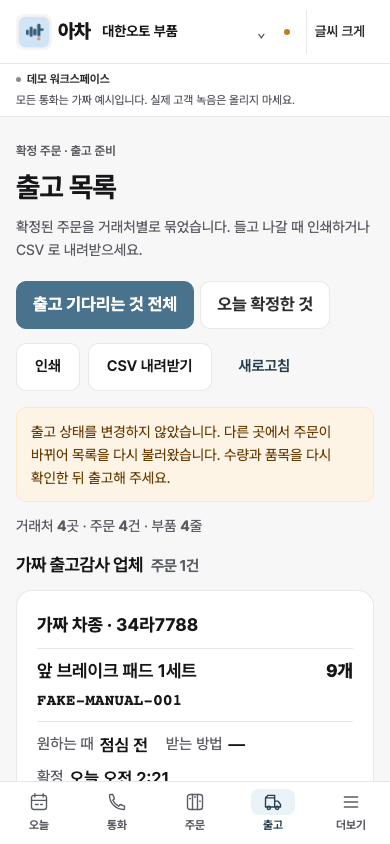 아차 대한오토 부품 글씨 크게
데모 워크스페이스
모든 통화는 가짜 예시입니다. 실제 고객 녹음은 올리지 마세요.
확정 주문 · 출고 준비
출고 목록
확정된 주문을 거래처별로 묶었습니다. 들고 나갈 때 인쇄하거나
CSV 로 내려받으세요.
출고 기다리는 것 전체 오늘 확정한 것
인쇄 CSV 내려받기 새로고침
출고 상태를 변경하지 않았습니다. 다른 곳에서 주문이
바뀌어 목록을 다시 불러왔습니다. 수량과 품목을 다시
확인한 뒤 출고해 주세요.
거래처 4곳 · 주문 4건 · 부품 4줄
가짜 출고감사 업체 주문 1건
가짜 차종 · 34라7788
앞 브레이크 패드 1세트 9개
FAKE-MANUAL-001
원하는 때 점심 전 받는 방법 —
확정 오늘 오전 2:21
오늘 통화 주문 출고 더보기